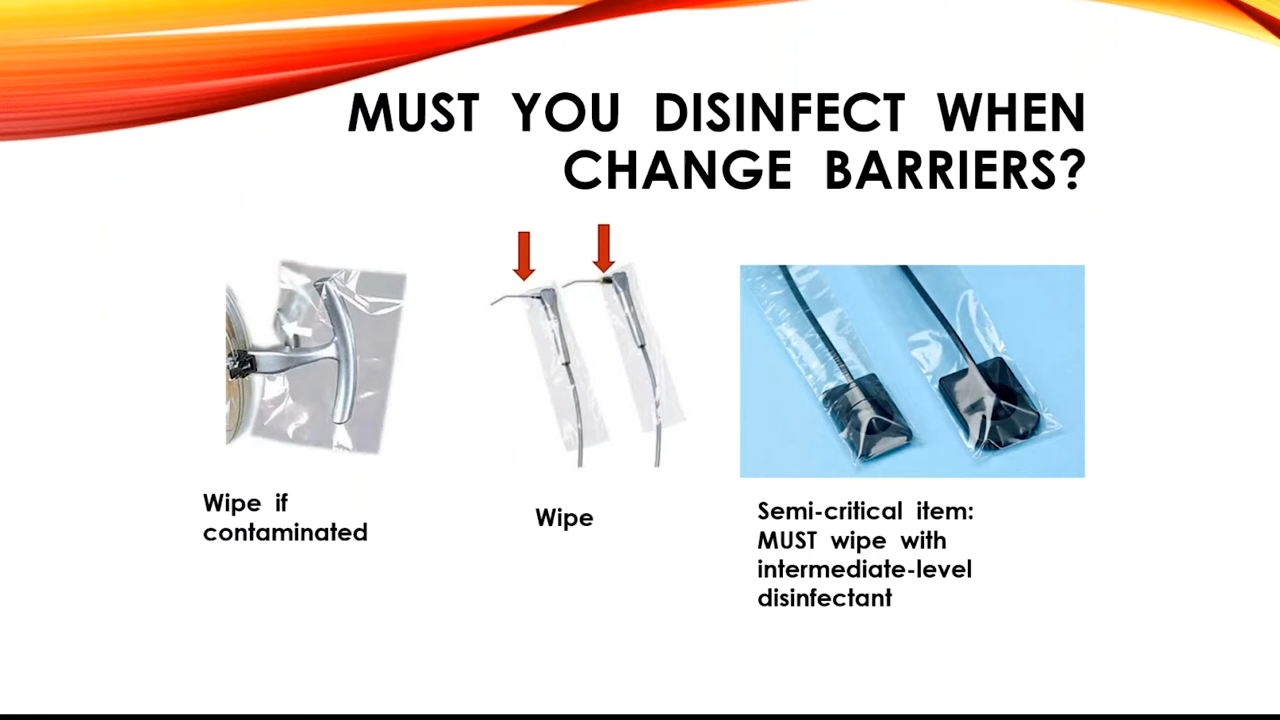 MUST YOU DISINFECT WHEN
CHANGE BARRIERS?
Wipe if
contaminated
Wipe
Semi-critical item:
MUST wipe with
intermediate-level
disinfectant